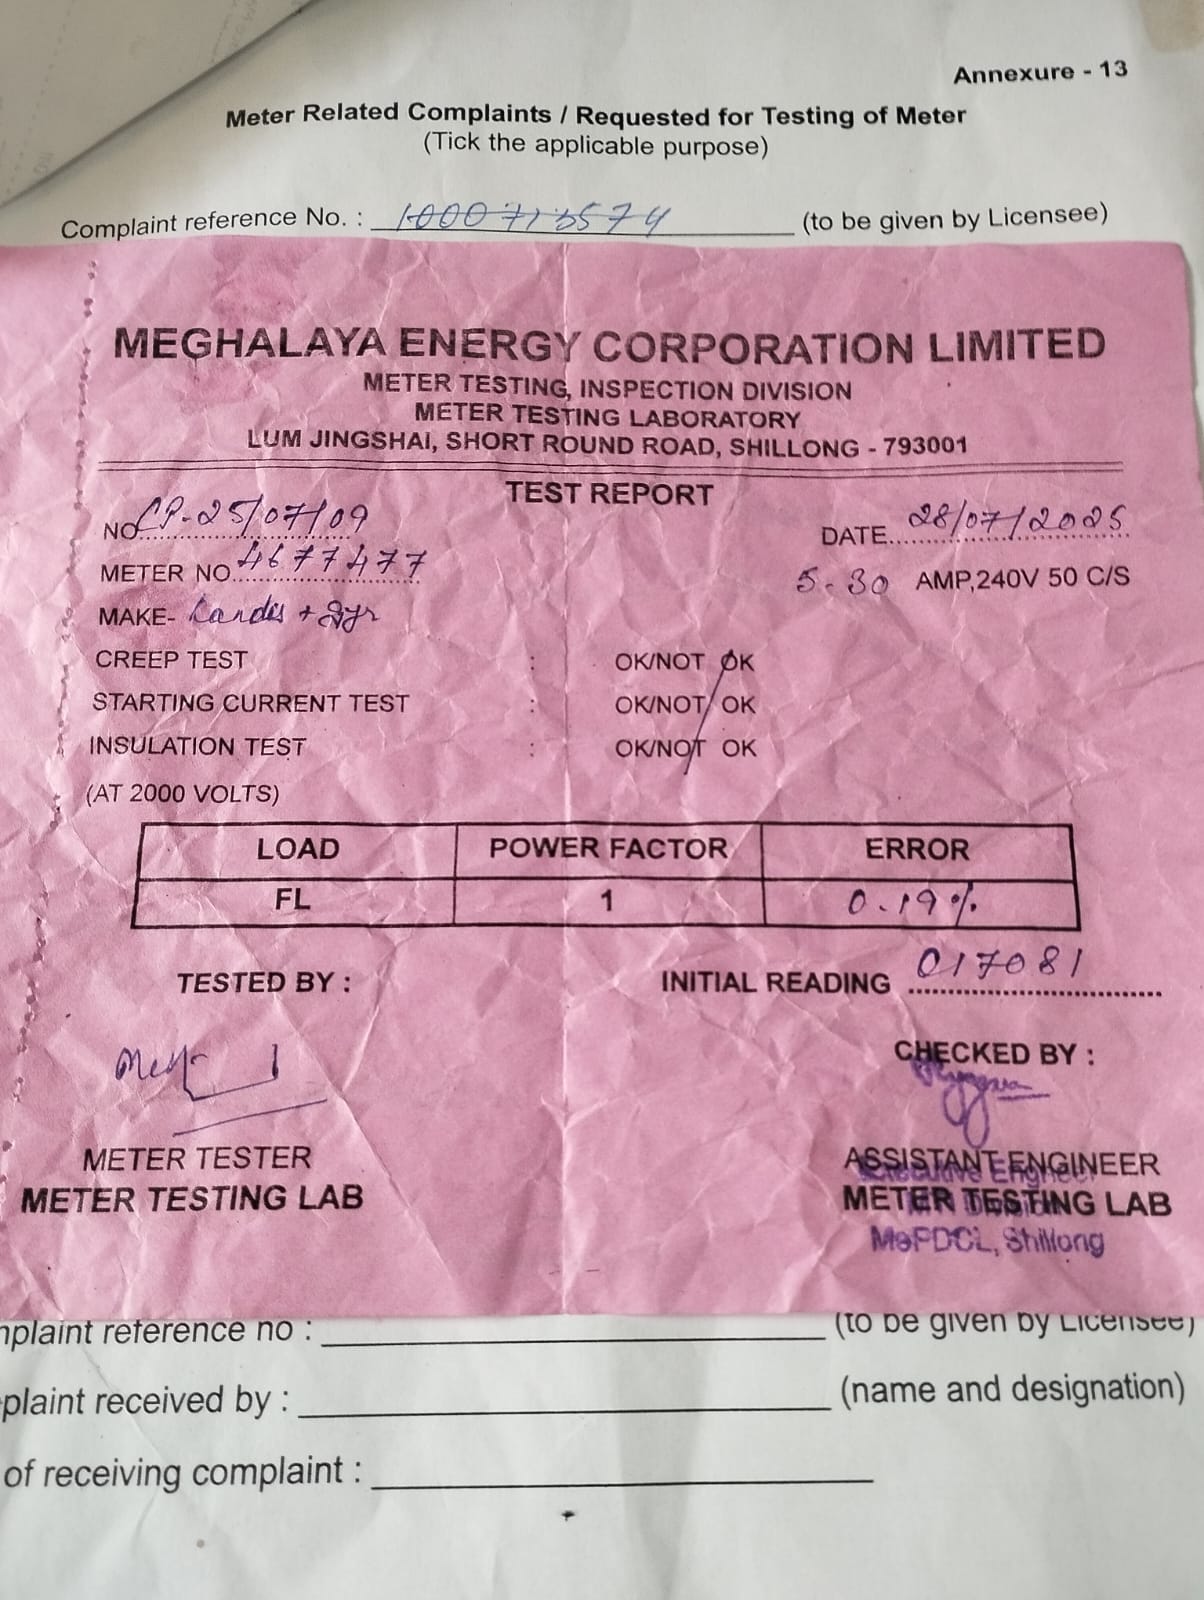 Annexure - 13
Meter Related Complaints / Requested for Testing of Meter
(Tick the applicable purpose)
Complaint reference No. : 1000713574 (to be given by Licensee)
MEGHALAYA ENERGY CORPORATION LIMITED
METER TESTING, INSPECTION DIVISION
METER TESTING LABORATORY
LUM JINGSHAI, SHORT ROUND ROAD, SHILLONG - 793001
TEST REPORT
NO. CP-25/07/09 DATE 28/07/2025
METER NO. 4677477 5-30 AMP,240V 50 C/S
MAKE- Landis + Gyr
CREEP TEST : OK/NOT OK
STARTING CURRENT TEST : OK/NOT OK
INSULATION TEST : OK/NOT OK
(AT 2000 VOLTS)
LOAD POWER FACTOR ERROR
FL 1 0.19%
TESTED BY : INITIAL READING 017081
CHECKED BY :
METER TESTER ASSISTANT ENGINEER
Executive Engineer
METER TESTING LAB METER TESTING LAB
MePDCL, Shillong
mplaint reference no : (to be given by Licensee)
plaint received by : (name and designation)
of receiving complaint :